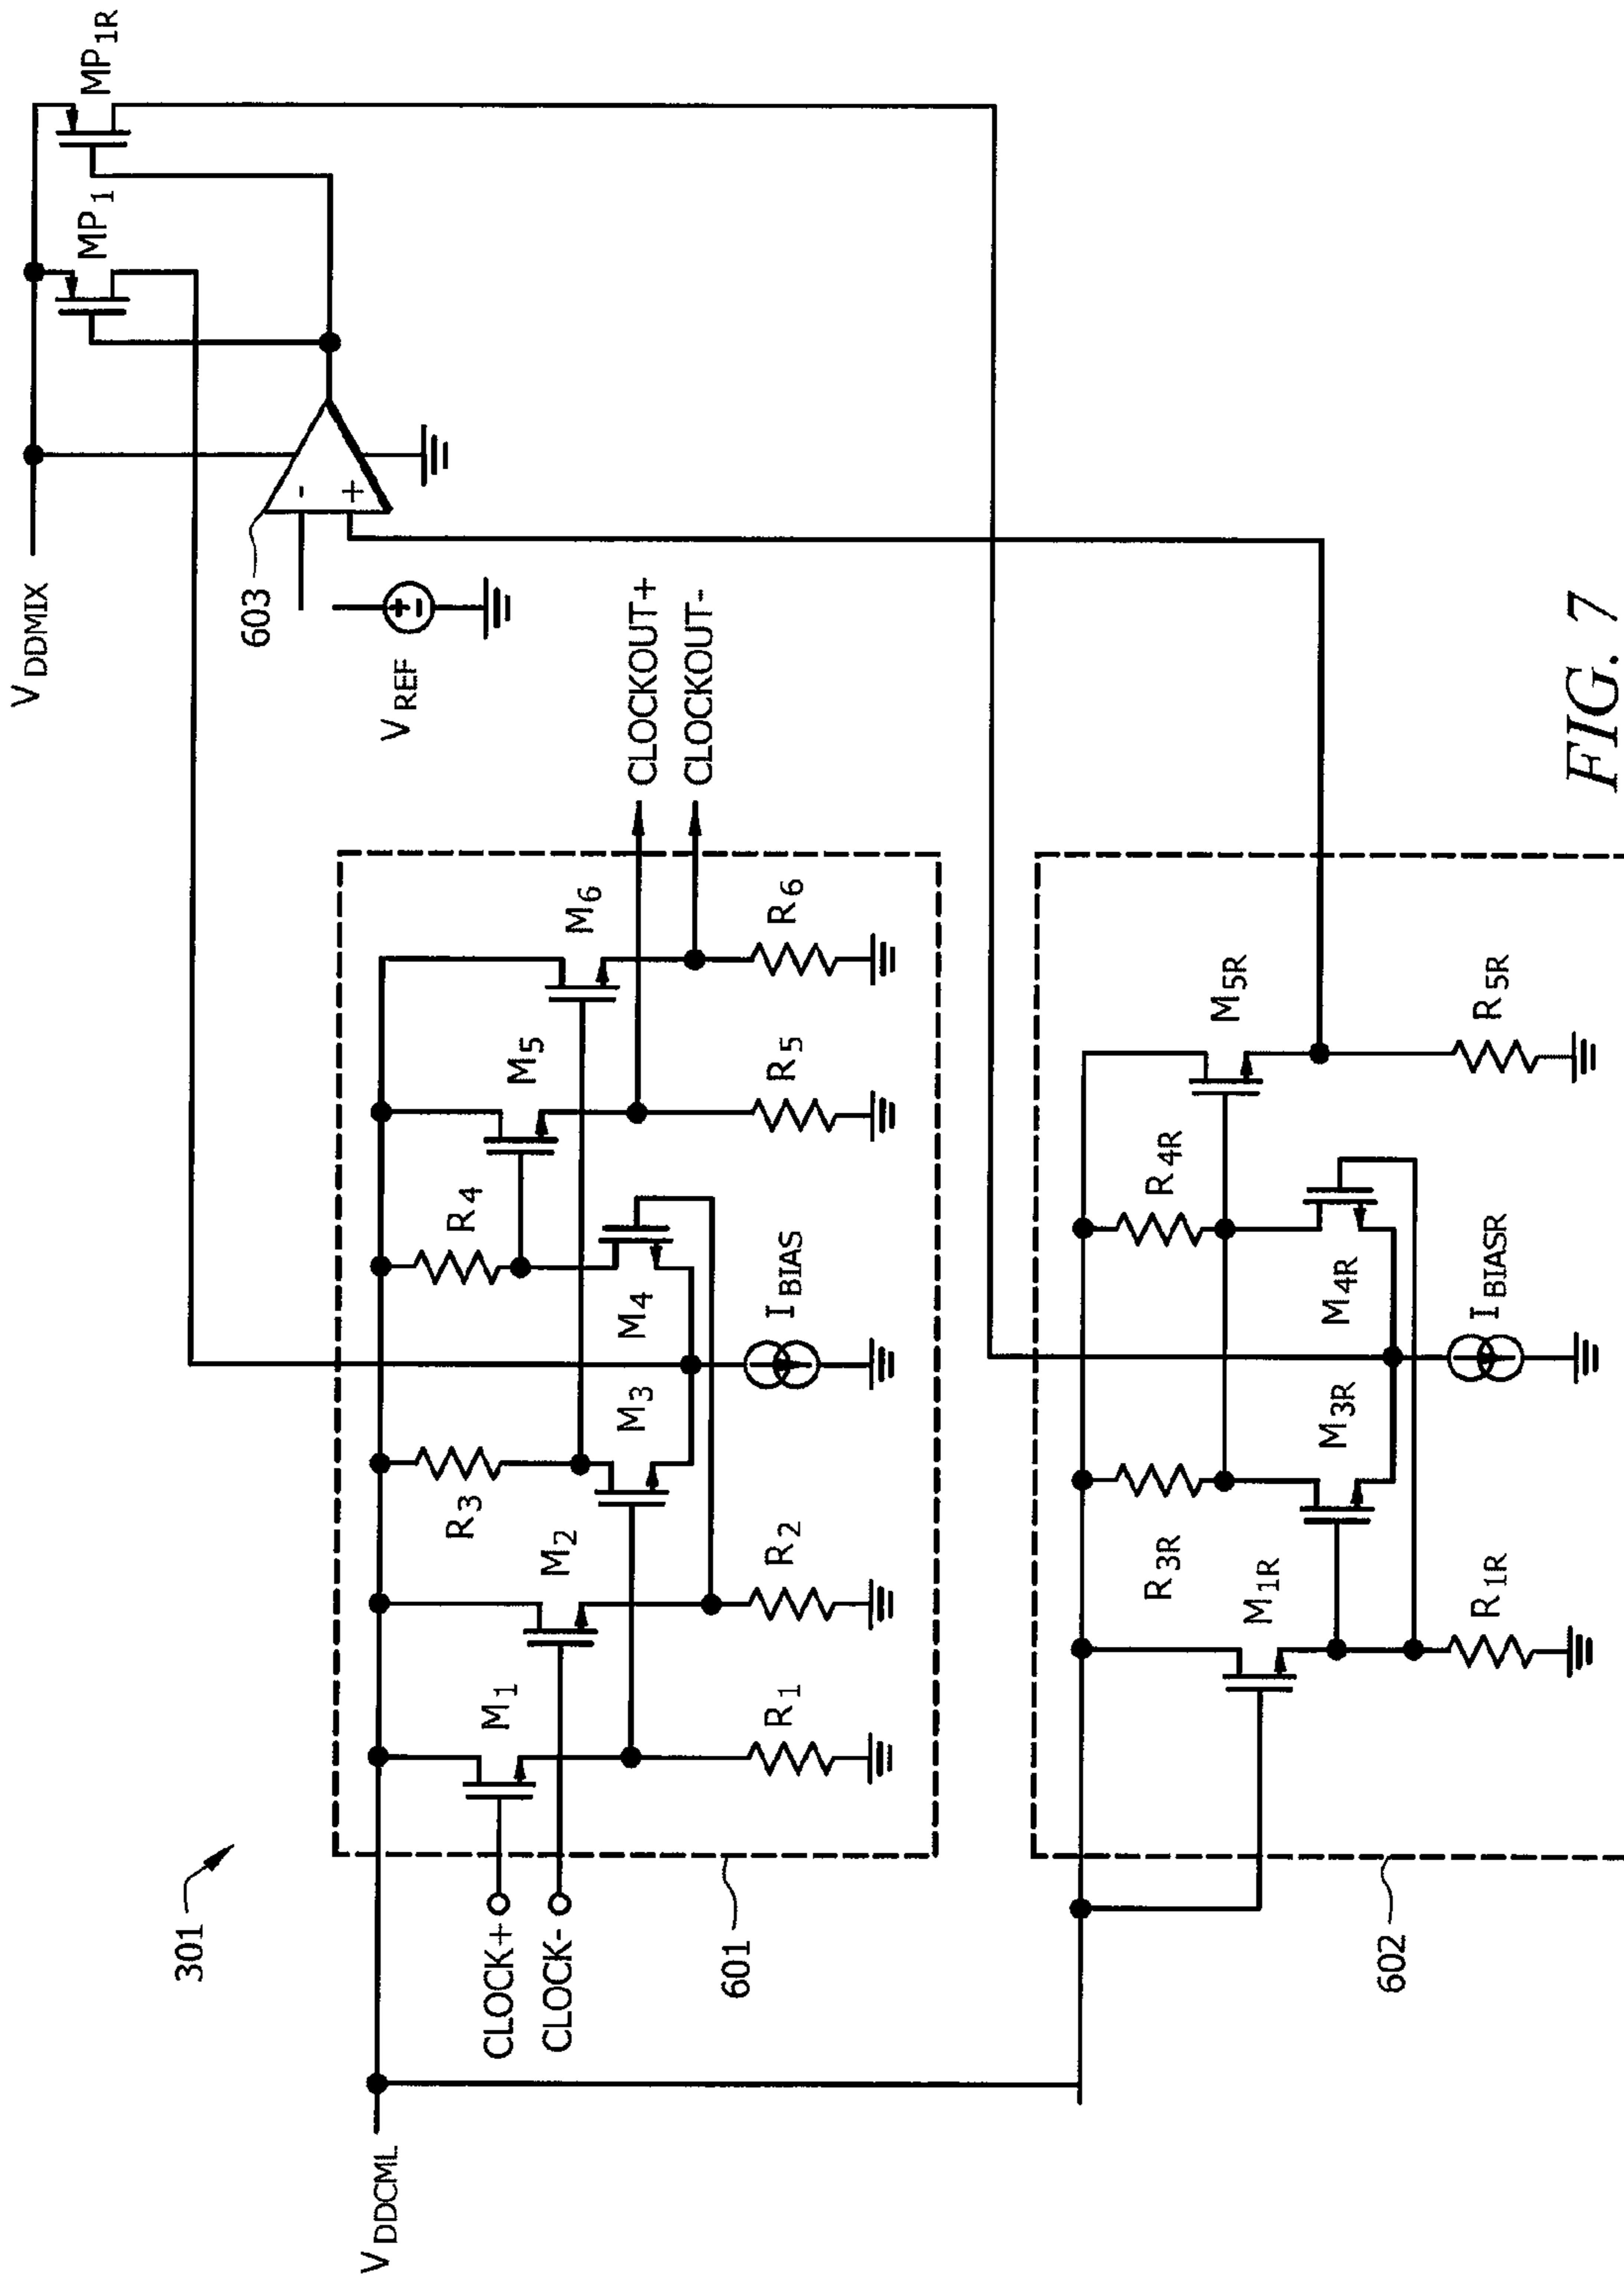 301
V DDMIX
MP1
MP1R
603
-
+
VREF
+
-
VDDCML
CLOCK+
CLOCK-
M1
M2
R3
R4
M5
M6
CLOCKOUT+
CLOCKOUT-
M3
M4
R1
R2
IBIAS
R5
R6
601
M1R
R3R
R4R
M5R
M3R
M4R
R1R
IBIASR
R5R
602
FIG. 7